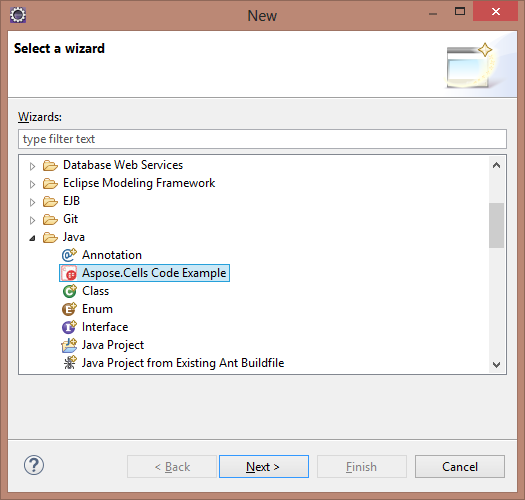 New
Select a wizard
Wizards:
type filter text
Database Web Services
Eclipse Modeling Framework
EJB
Git
Java
Annotation
Aspose.Cells Code Example
Class
Enum
Interface
Java Project
Java Project from Existing Ant Buildfile
? < Back Next > Finish Cancel